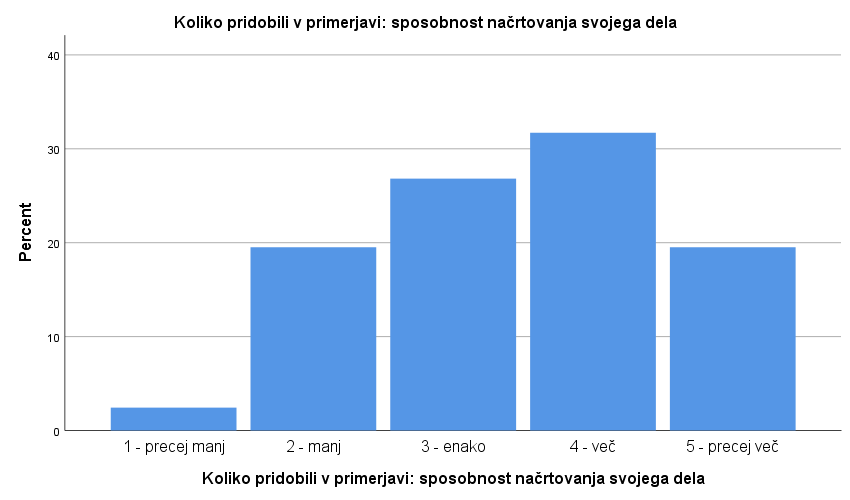 Koliko pridobili v primerjavi: sposobnost načrtovanja svojega dela
40
30
20
10
0
Percent
1 - precej manj
2 - manj
3 - enako
4 - več
5 - precej več
Koliko pridobili v primerjavi: sposobnost načrtovanja svojega dela